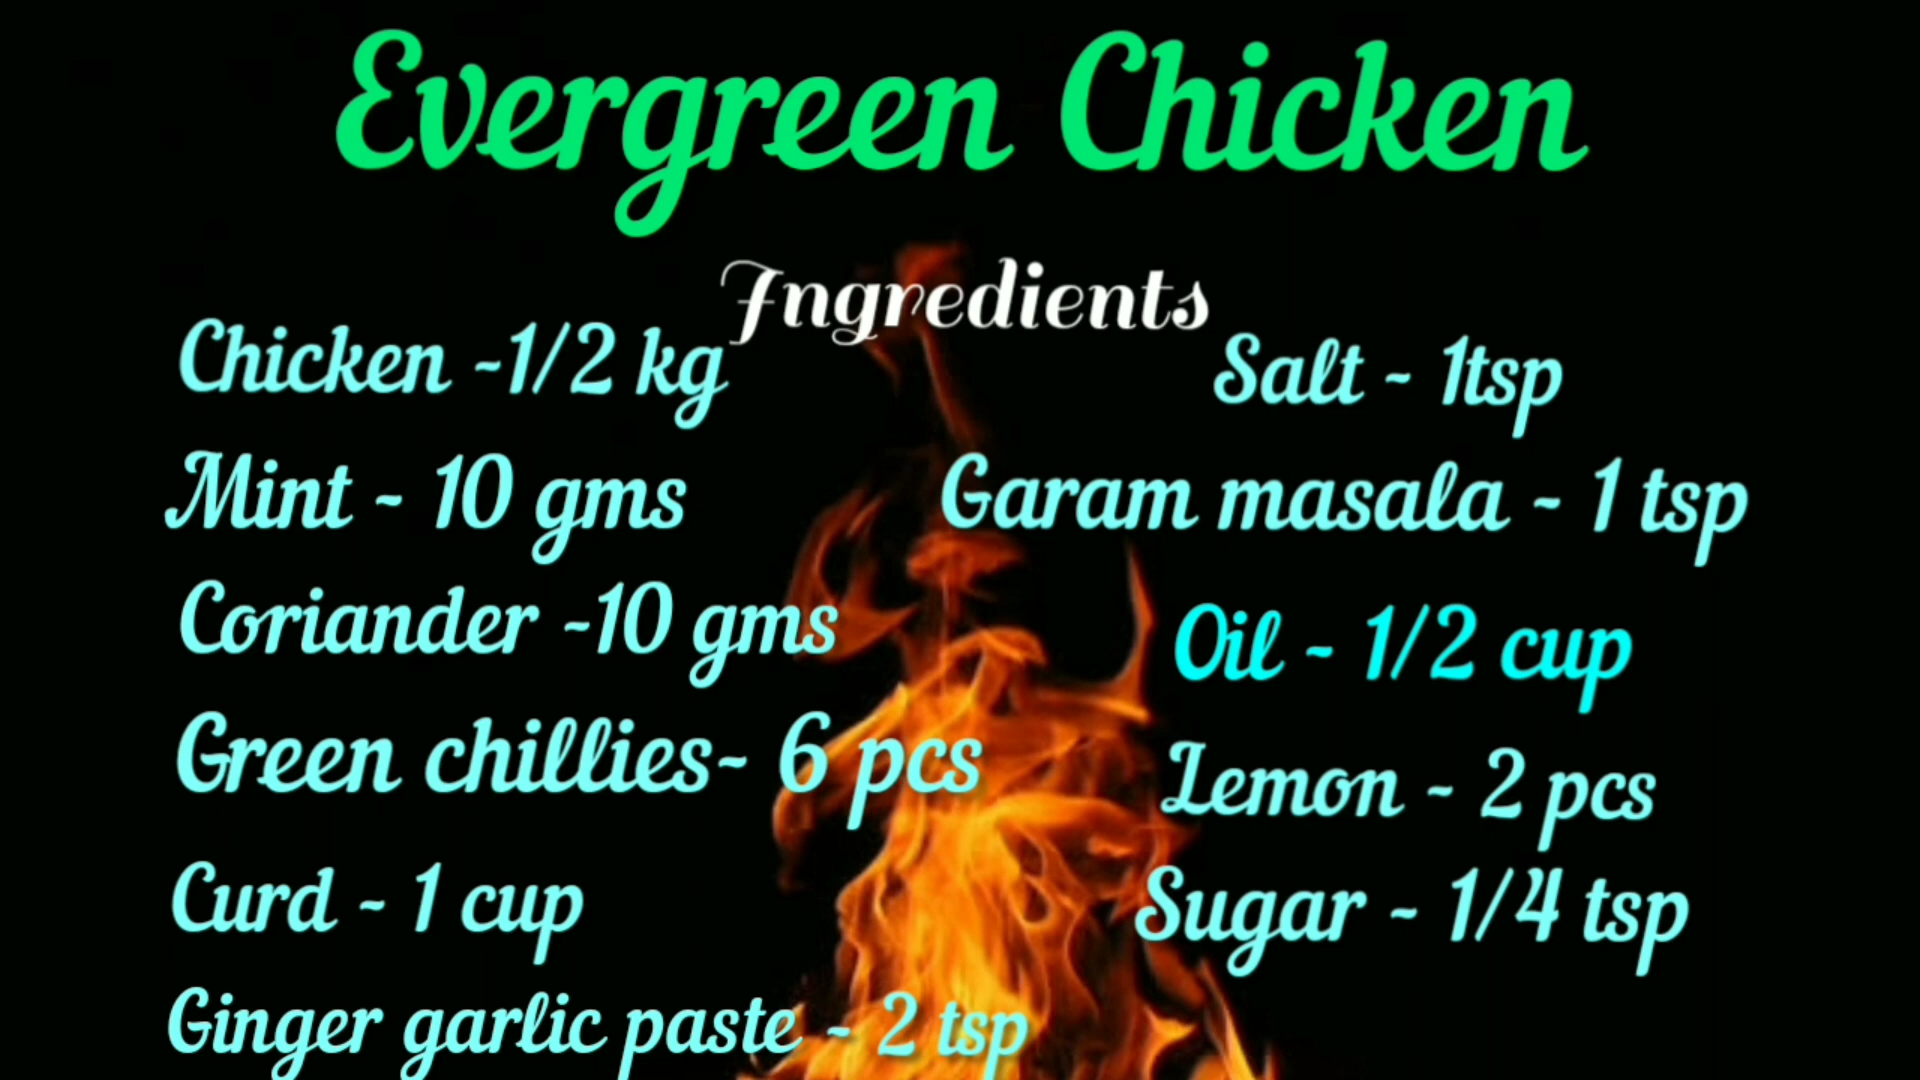 Evergreen Chicken
Ingredients
Chicken -1/2 kg
Mint - 10 gms
Coriander -10 gms
Green chillies- 6 pcs
Curd - 1 cup
Ginger garlic paste - 2 tsp
Salt - 1tsp
Garam masala - 1 tsp
Oil - 1/2 cup
Lemon - 2 pcs
Sugar - 1/4 tsp